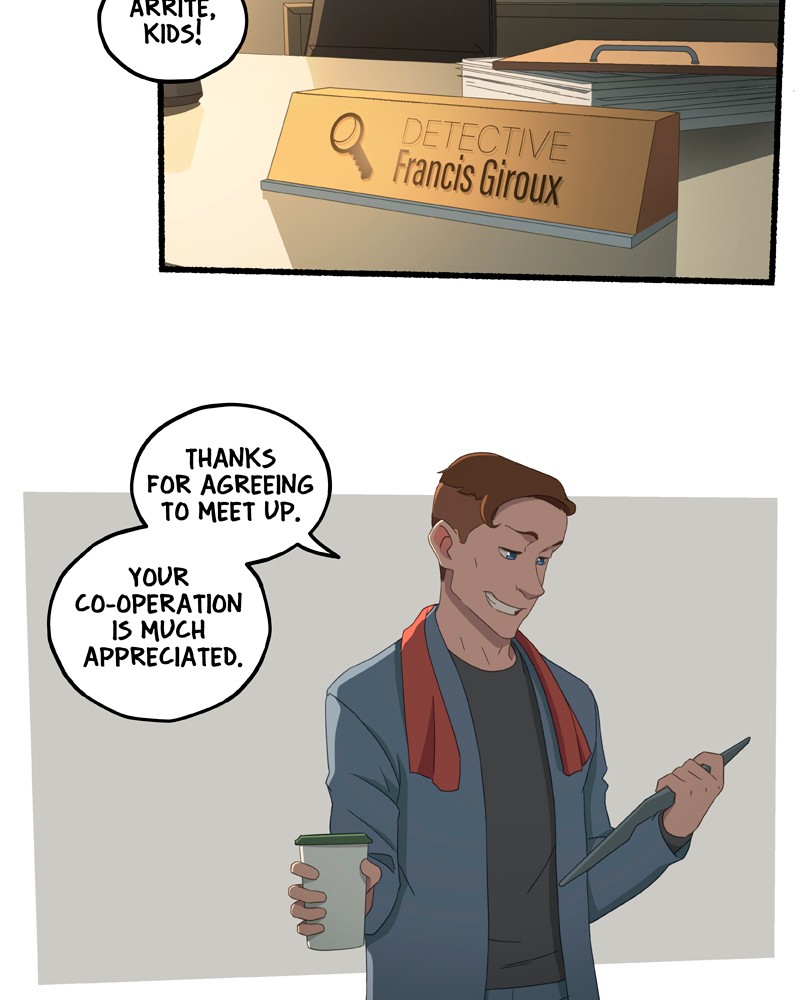 ARRITE,
KIDS!
DETECTIVE
Francis Giroux
THANKS
FOR AGREEING
TO MEET UP.
YOUR
CO-OPERATION
IS MUCH
APPRECIATED.